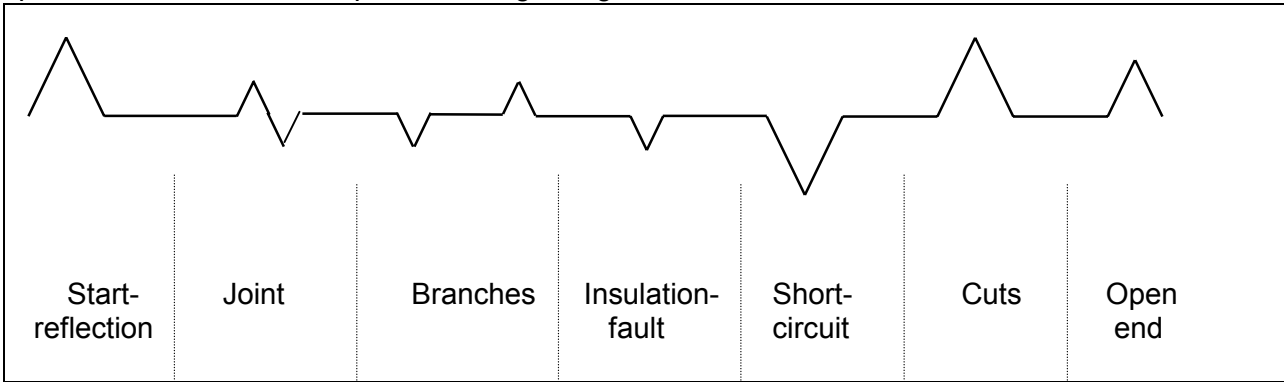 Start-
reflection
Joint
Branches
Insulation-
fault
Short-
circuit
Cuts
Open
end